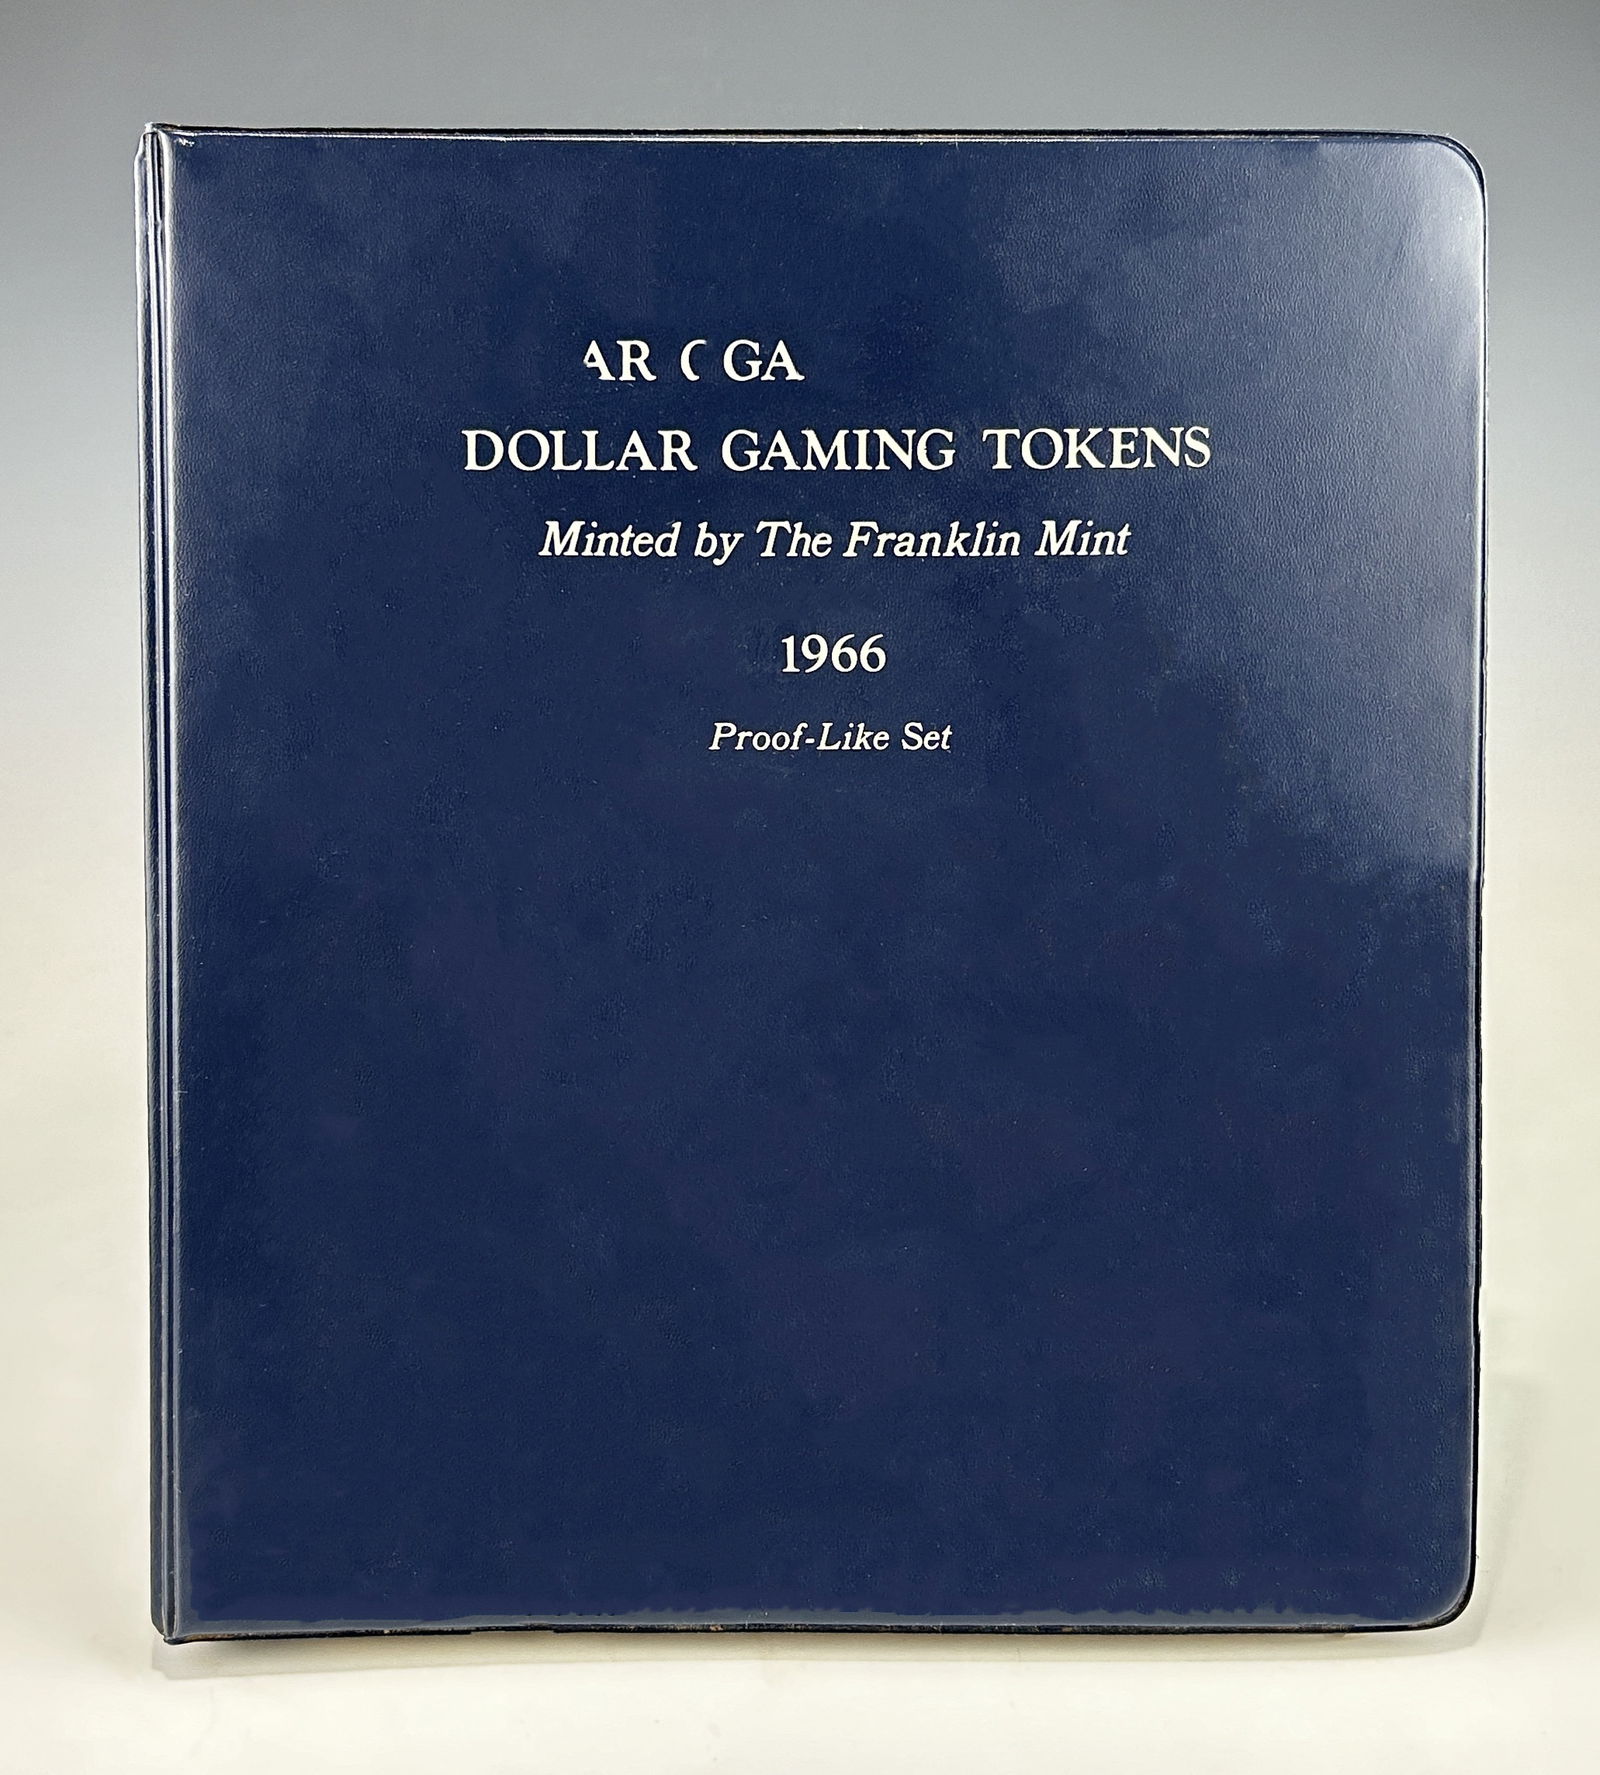 DOLLAR GAMING TOKENS
Minted by The Franklin Mint
1966
Proof-Like Set